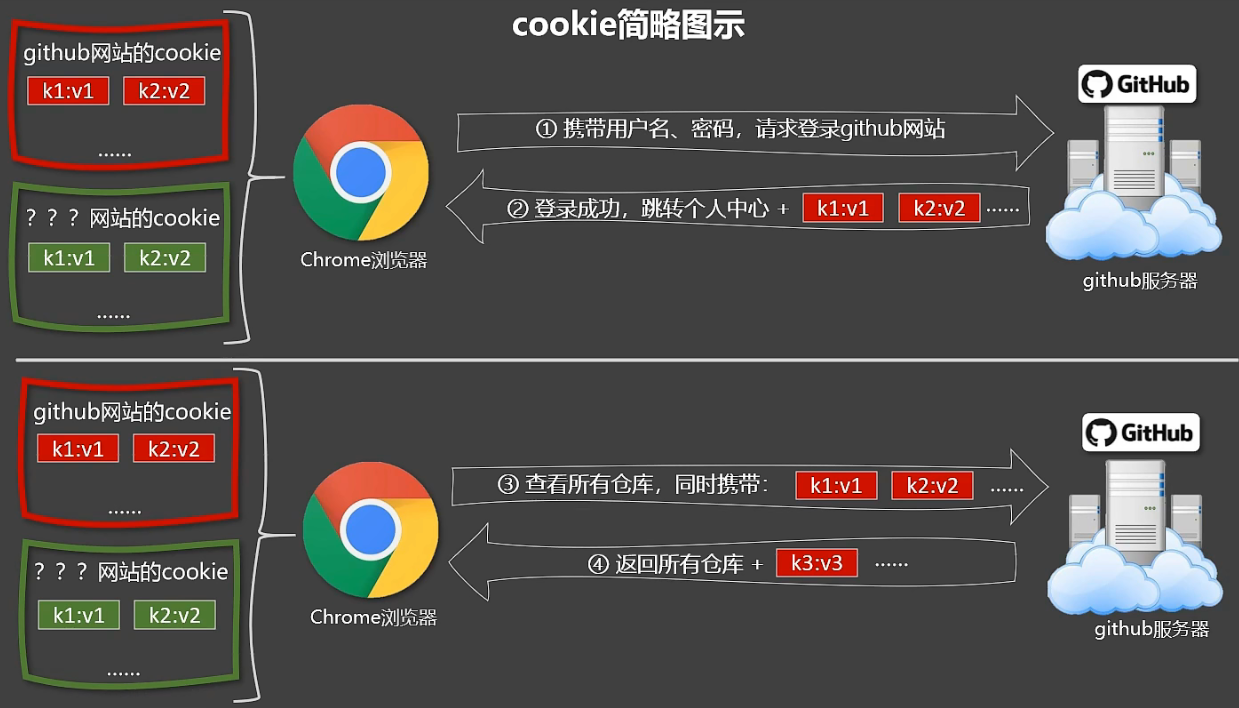 cookie简略图示
github网站的cookie
k1:v1 k2:v2
......
? ? ? 网站的cookie
k1:v1 k2:v2
......
Chrome浏览器
① 携带用户名、密码，请求登录github网站
② 登录成功，跳转个人中心 + k1:v1 k2:v2 ......
GitHub
github服务器
github网站的cookie
k1:v1 k2:v2
......
? ? ? 网站的cookie
k1:v1 k2:v2
......
Chrome浏览器
③ 查看所有仓库，同时携带： k1:v1 k2:v2 ......
④ 返回所有仓库 + k3:v3 ......
GitHub
github服务器